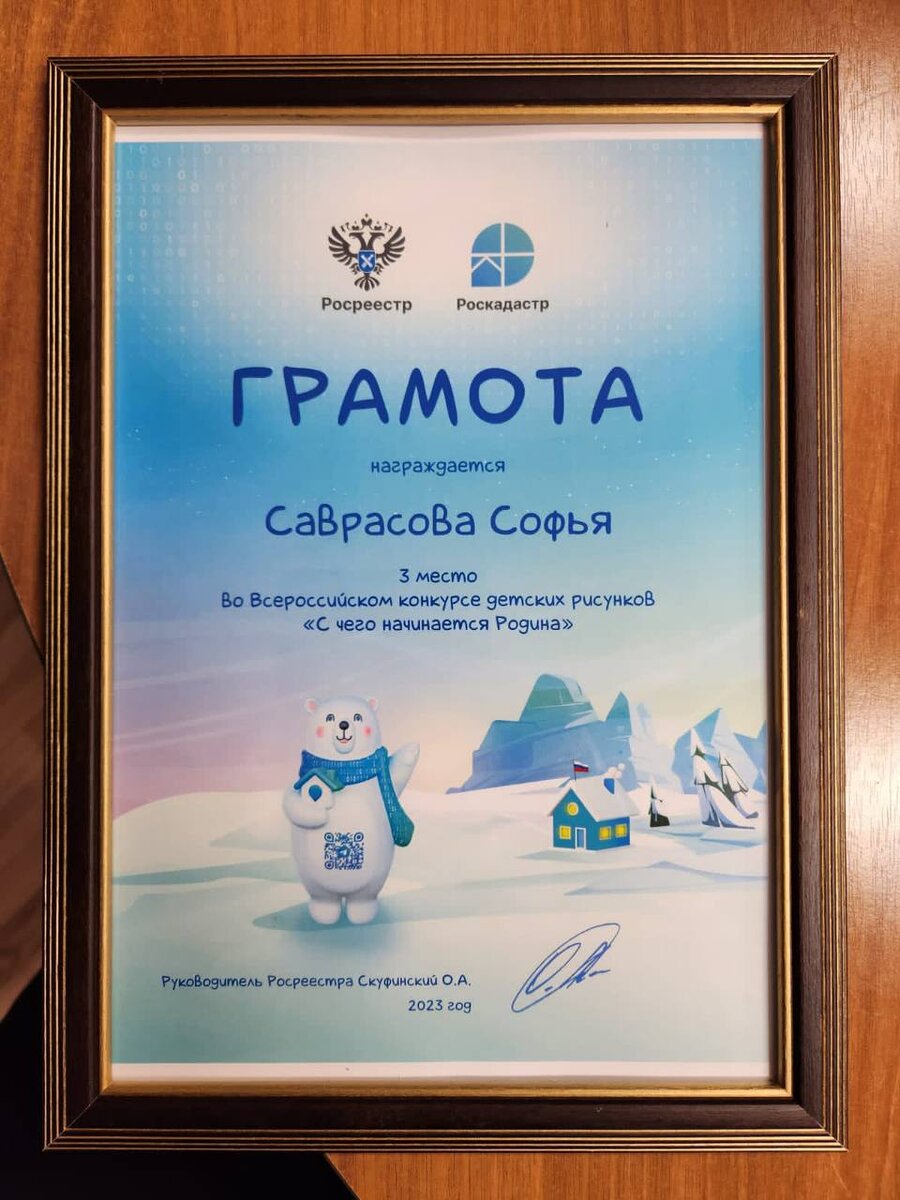 Росреестр Роскадастр
ГРАМОТА
награждается
Саврасова Софья
3 место
во Всероссийском конкурсе детских рисунков
«С чего начинается Родина»
Руководитель Росреестра Скуфинский О.А.
2023 год